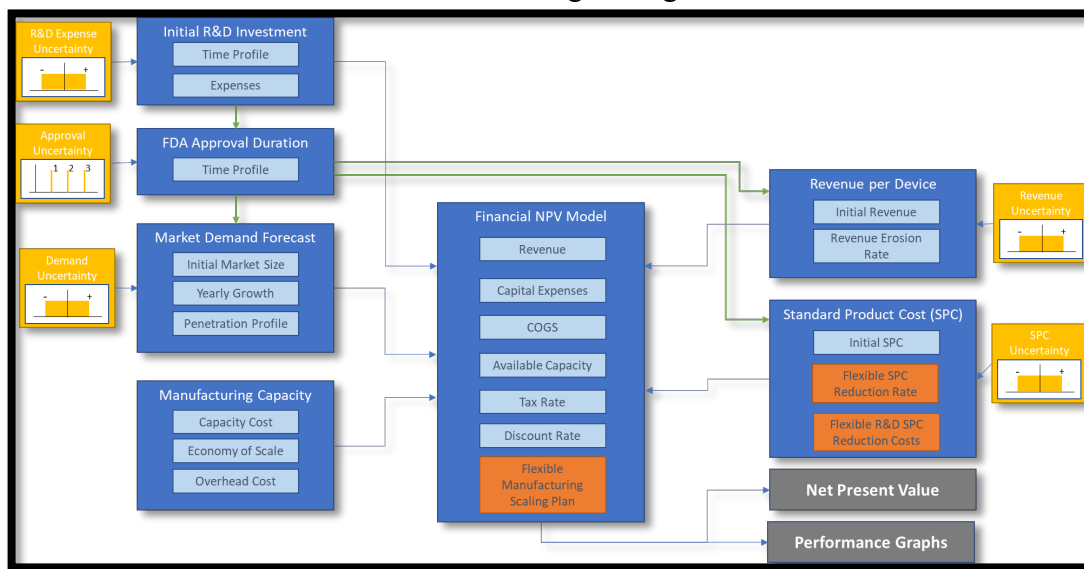 R&D Expense
Uncertainty
-
+
Initial R&D Investment
Time Profile
Expenses
Approval
Uncertainty
1
2
3
FDA Approval Duration
Time Profile
Demand
Uncertainty
-
+
Market Demand Forecast
Initial Market Size
Yearly Growth
Penetration Profile
Manufacturing Capacity
Capacity Cost
Economy of Scale
Overhead Cost
Financial NPV Model
Revenue
Capital Expenses
COGS
Available Capacity
Tax Rate
Discount Rate
Flexible
Manufacturing
Scaling Plan
Revenue per Device
Initial Revenue
Revenue Erosion
Rate
Revenue
Uncertainty
-
+
Standard Product Cost (SPC)
Initial SPC
Flexible SPC
Reduction Rate
Flexible R&D SPC
Reduction Costs
SPC
Uncertainty
-
+
Net Present Value
Performance Graphs